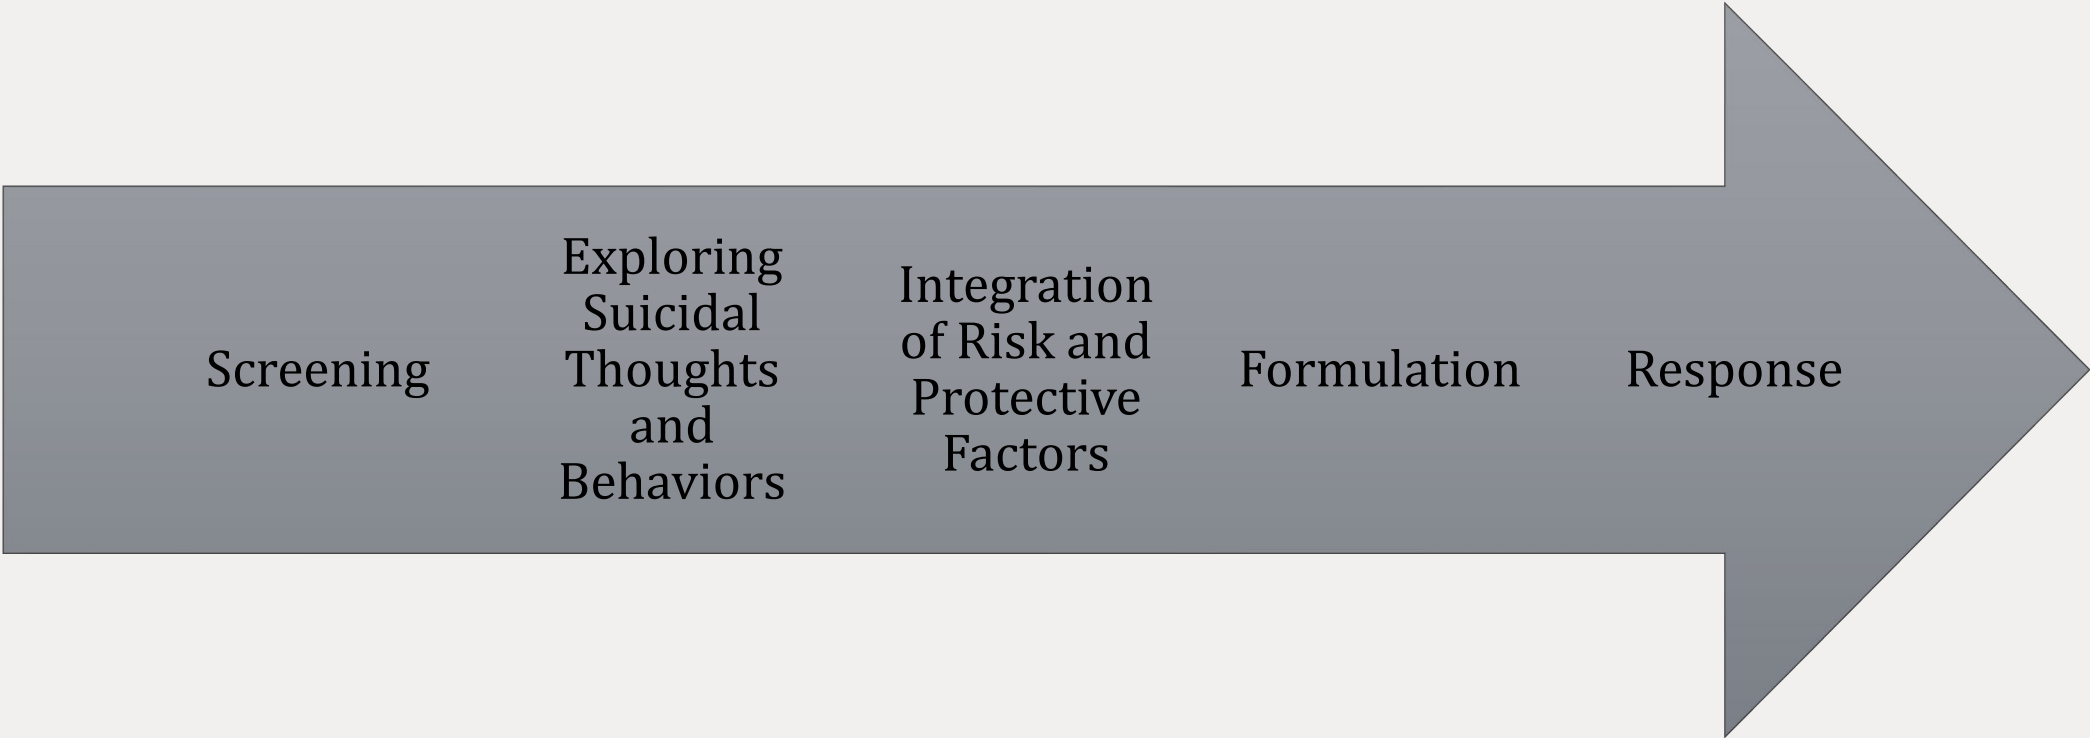 Screening
Exploring
Suicidal
Thoughts
and
Behaviors
Integration
of Risk and
Protective
Factors
Formulation
Response